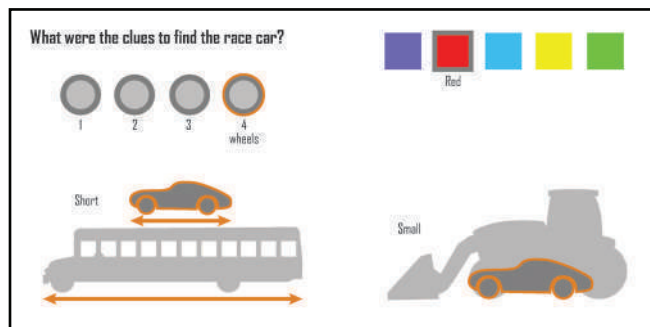 What were the clues to find the race car?
Red
1 2 3 4
wheels
Short
Small